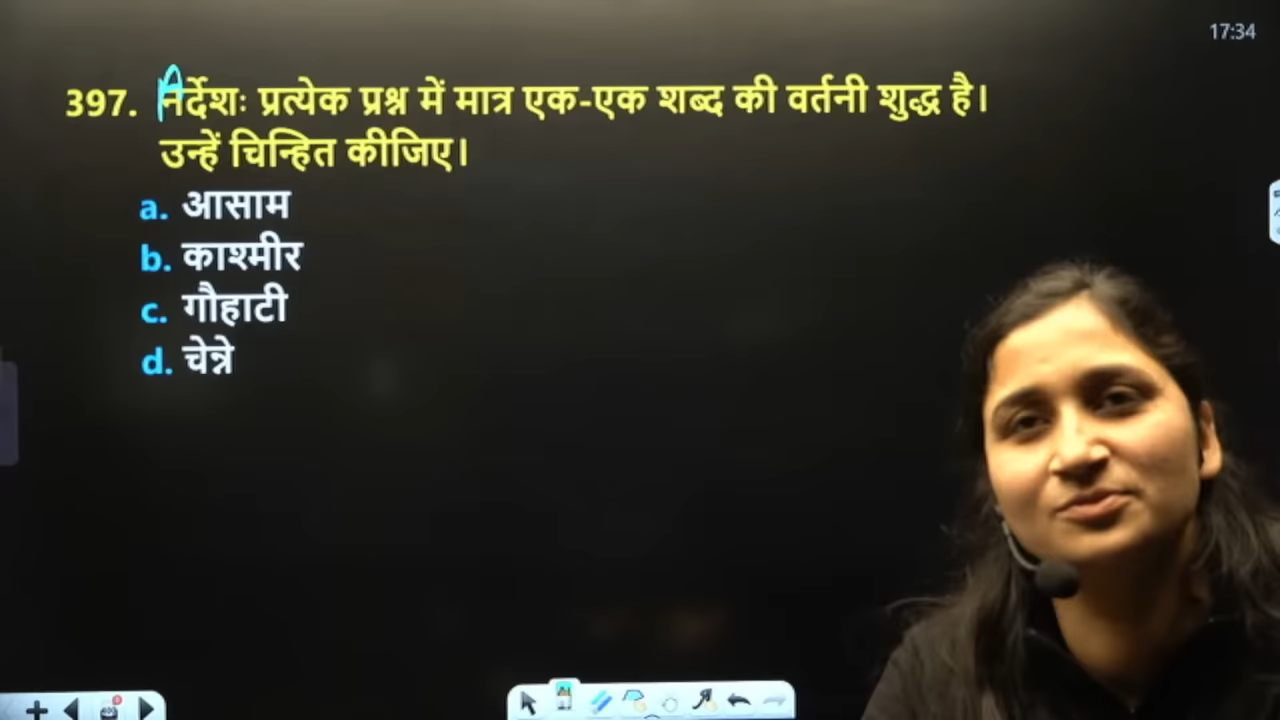 17:34
397. निर्देशः प्रत्येक प्रश्न में मात्र एक-एक शब्द की वर्तनी शुद्ध है।
उन्हें चिन्हित कीजिए।
a. आसाम
b. काश्मीर
c. गौहाटी
d. चेन्ने